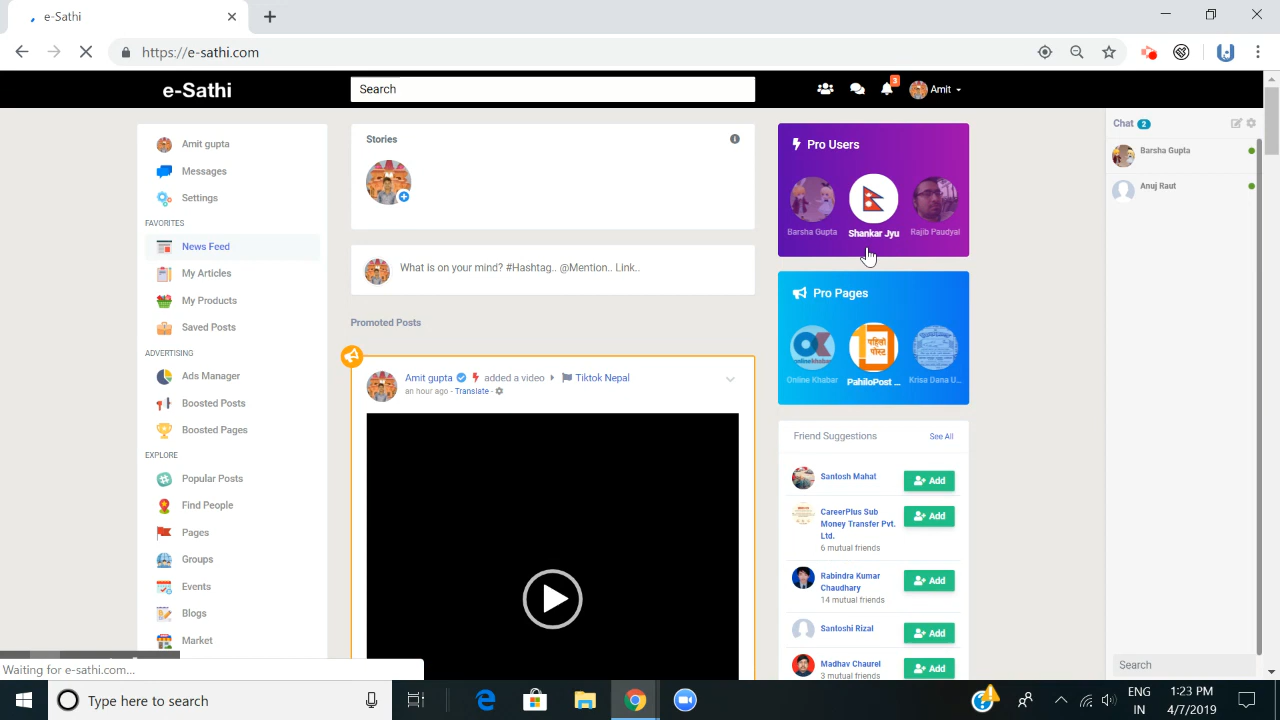 e-Sathi
https://e-sathi.com
e-Sathi
Search
3
Amit
Amit gupta
Messages
Settings
FAVORITES
News Feed
My Articles
My Products
Saved Posts
ADVERTISING
Ads Manager
Boosted Posts
Boosted Pages
EXPLORE
Popular Posts
Find People
Pages
Groups
Events
Blogs
Market
Waiting for e-sathi.com...
Stories
What is on your mind? #Hashtag.. @Mention.. Link..
Promoted Posts
Amit gupta added a video Tiktok Nepal
an hour ago - Translate -
Pro Users
Barsha Gupta
Shankar Jyu
Rajib Paudyal
Pro Pages
पहिलो
पोस्ट
Online Khabar
PahiloPost ...
Krisa Dana U...
Friend Suggestions
See All
Santosh Mahat
Add
CareerPlus Sub
Money Transfer Pvt.
Ltd.
6 mutual friends
Add
Rabindra Kumar
Chaudhary
14 mutual friends
Add
Santoshi Rizal
Add
Madhav Chaurel
3 mutual friends
Add
Chat 2
Barsha Gupta
Anuj Raut
Search
Type here to search
ENG
IN
1:23 PM
4/7/2019